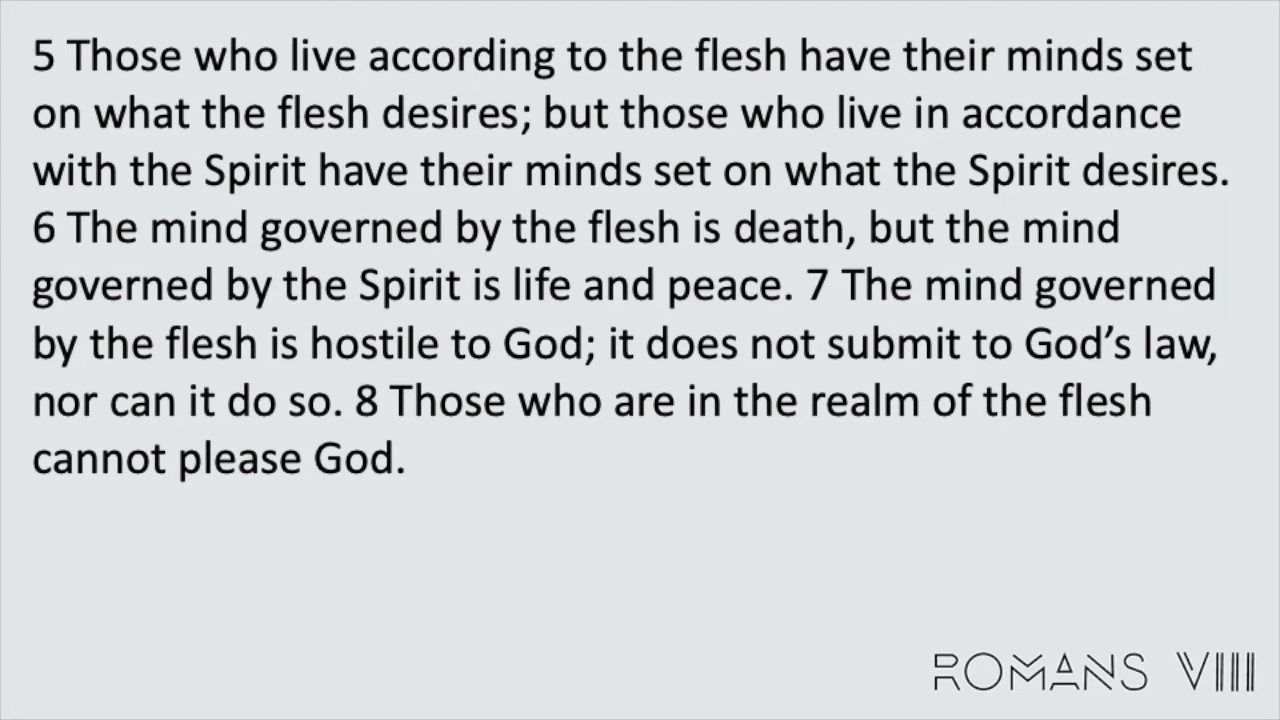 5 Those who live according to the flesh have their minds set
on what the flesh desires; but those who live in accordance
with the Spirit have their minds set on what the Spirit desires.
6 The mind governed by the flesh is death, but the mind
governed by the Spirit is life and peace. 7 The mind governed
by the flesh is hostile to God; it does not submit to God’s law,
nor can it do so. 8 Those who are in the realm of the flesh
cannot please God.
ROMANS VIII